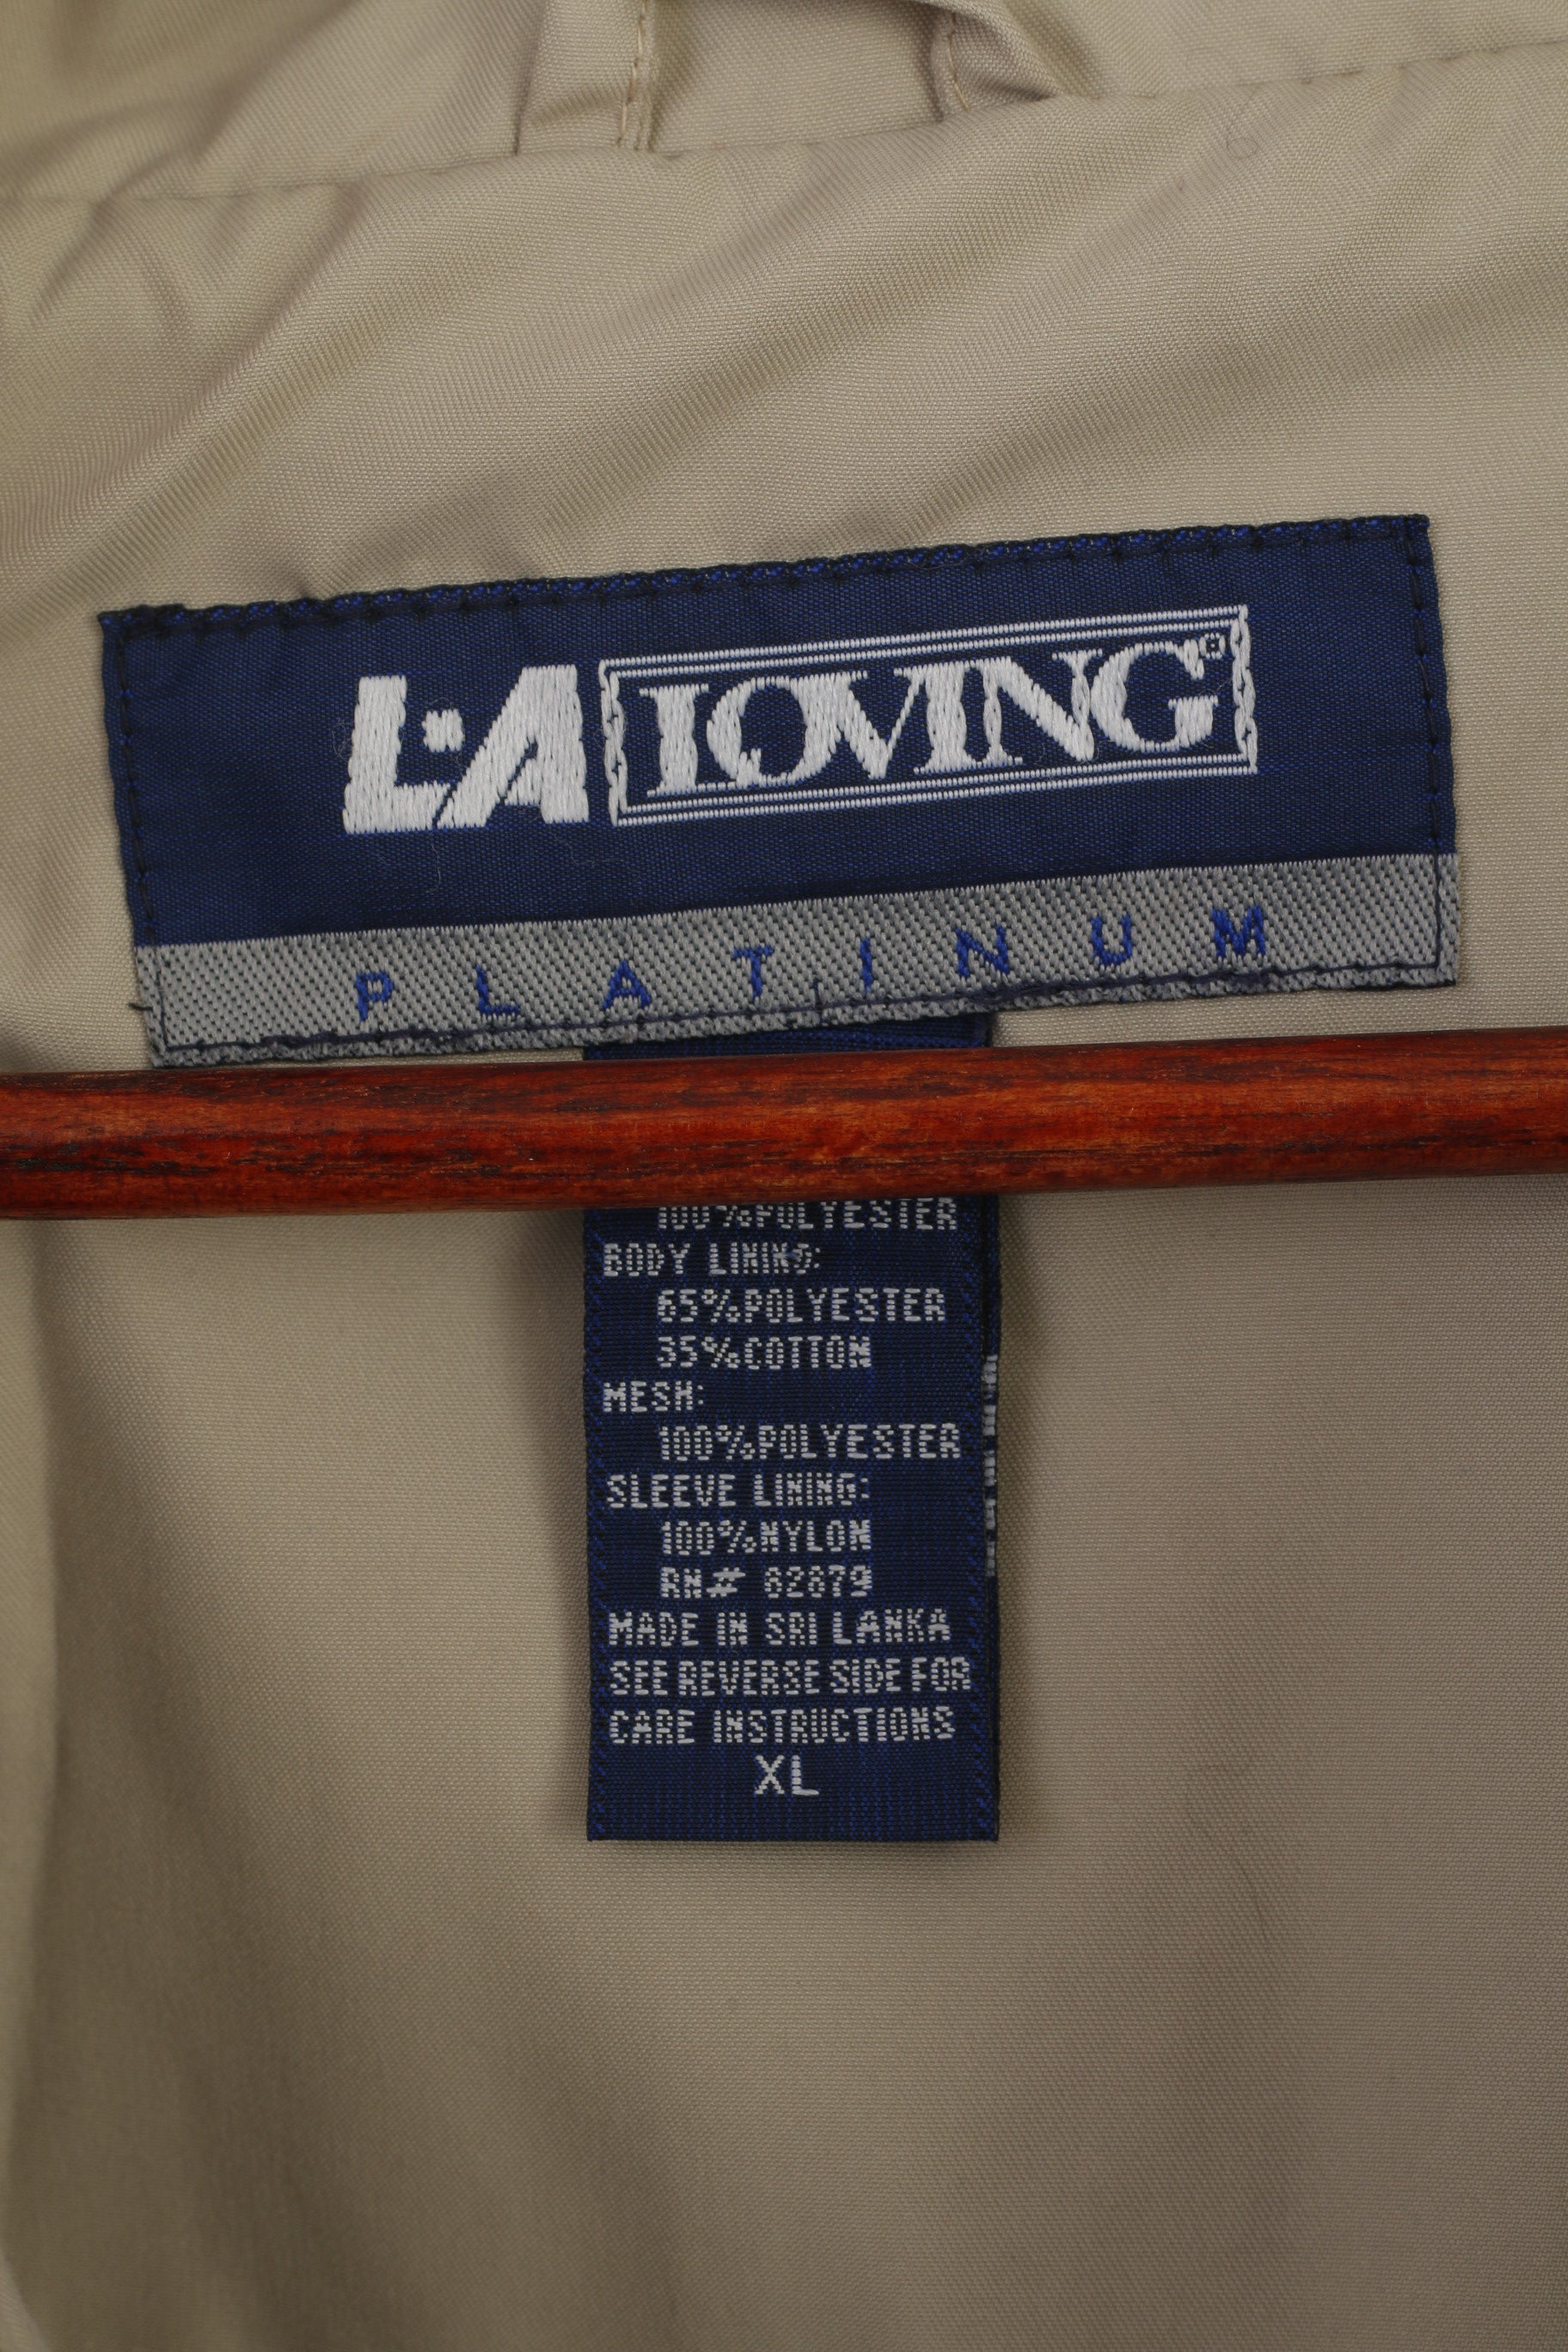 L·A LOVING®
PLATINUM
100%POLYESTER
BODY LINING:
65%POLYESTER
35%COTTON
MESH:
100%POLYESTER
SLEEVE LINING:
100%NYLON
RN# 82879
MADE IN SRI LANKA
SEE REVERSE SIDE FOR
CARE INSTRUCTIONS
XL